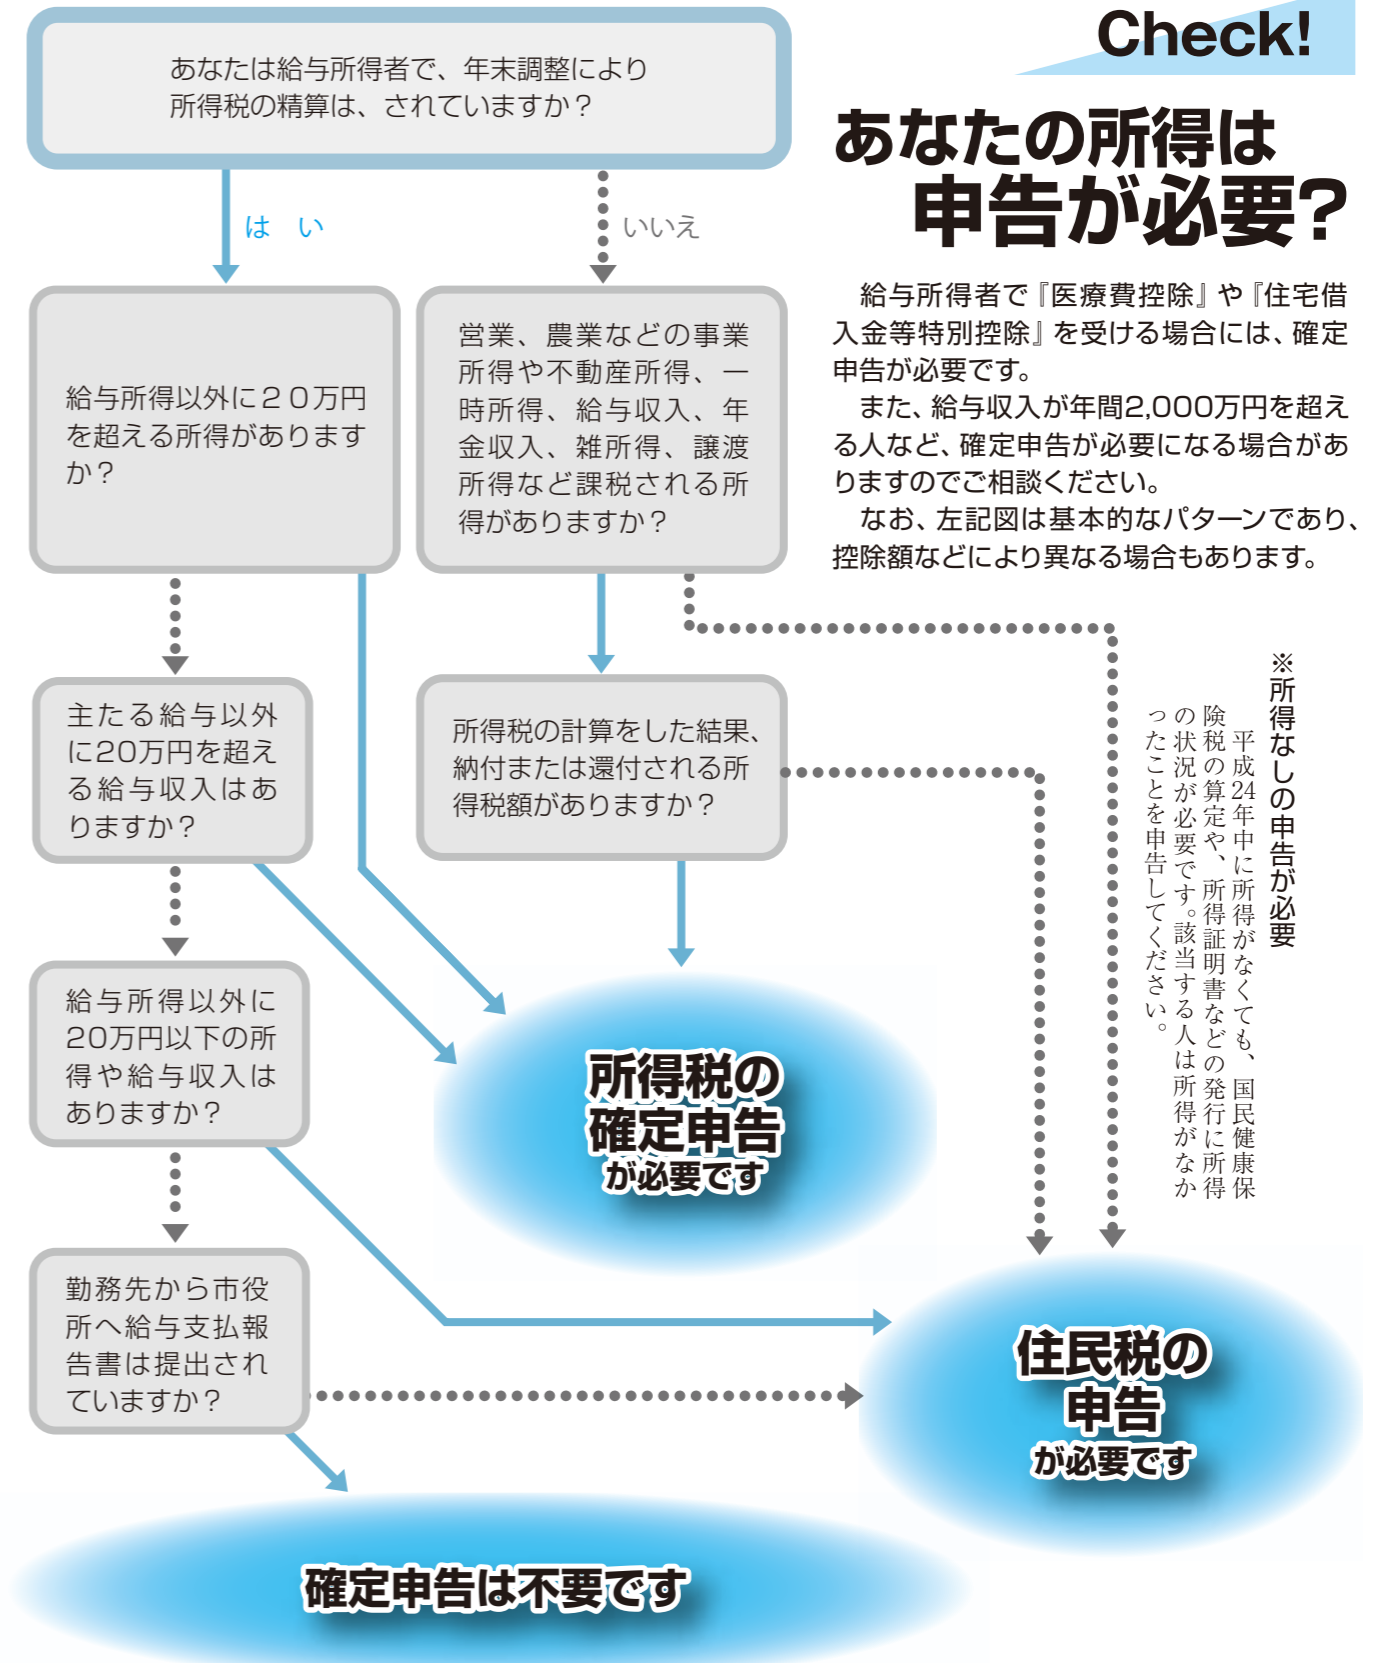 Check!
あなたの所得は
申告が必要?
給与所得者で『医療費控除』や『住宅借
入金等特別控除』を受ける場合には、確定
申告が必要です。
また、給与収入が年間2,000万円を超え
る人など、確定申告が必要になる場合があ
りますのでご相談ください。
なお、左記図は基本的なパターンであり、
控除額などにより異なる場合もあります。
あなたは給与所得者で、年末調整により
所得税の精算は、されていますか？
は い
いいえ
給与所得以外に２０万円
を超える所得があります
か？
営業、農業などの事業
所得や不動産所得、一
時所得、給与収入、年
金収入、雑所得、譲渡
所得など課税される所
得がありますか？
主たる給与以外
に20万円を超え
る給与収入はあ
りますか？
所得税の計算をした結果、
納付または還付される所
得税額がありますか？
給与所得以外に
20万円以下の所
得や給与収入は
ありますか？
勤務先から市役
所へ給与支払報
告書は提出され
ていますか？
※所得なしの申告が必要
平成24年中に所得がなくても、国民健康保
険税の算定や、所得証明書などの発行に所得
の状況が必要です。該当する人は所得がなか
ったことを申告してください。
所得税の
確定申告
が必要です
住民税の
申告
が必要です
確定申告は不要です